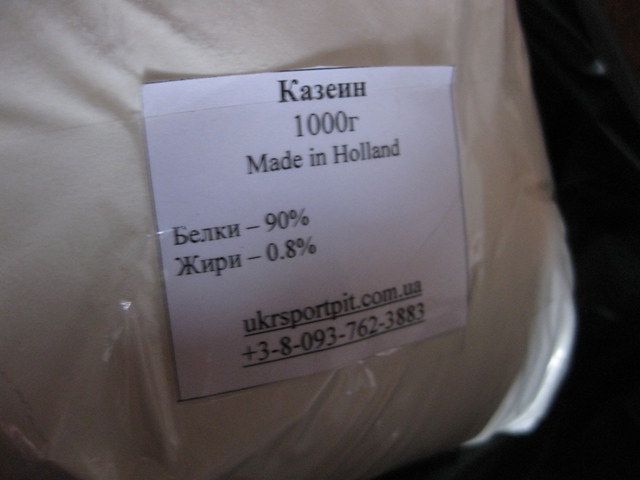 Казеин
1000г
Made in Holland
Белки – 90%
Жири – 0.8%
ukrsportpit.com.ua
+3-8-093-762-3883